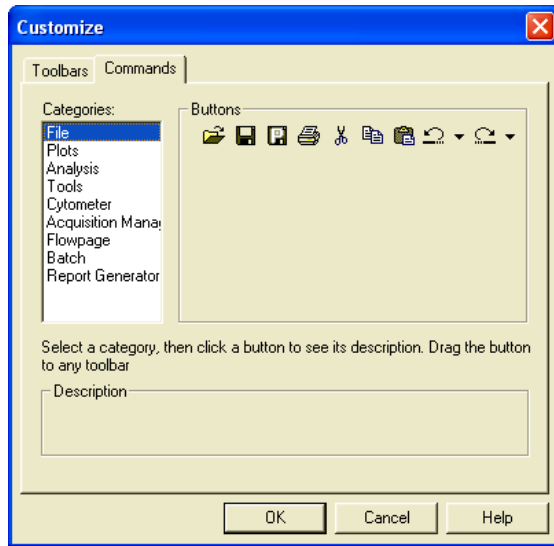 Customize
Toolbars Commands
Categories:
Buttons
File
Plots
Analysis
Tools
Cytometer
Acquisition Mana
Flowpage
Batch
Report Generator
Select a category, then click a button to see its description. Drag the button
to any toolbar
Description
OK Cancel Help